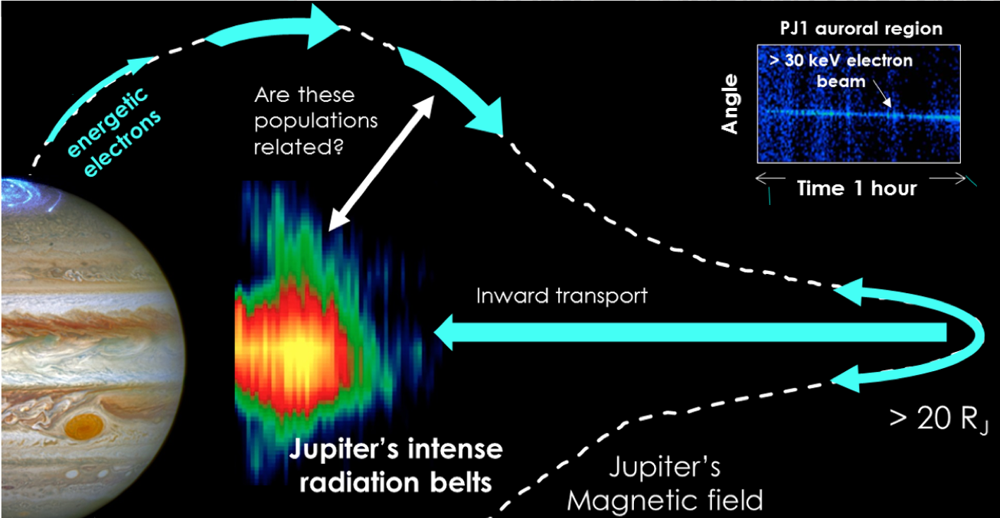 PJ1 auroral region
> 30 keV electron
beam
Angle
Time 1 hour
energetic
electrons
Are these
populations
related?
Inward transport
> 20 RJ
Jupiter's intense
radiation belts
Jupiter's
Magnetic field